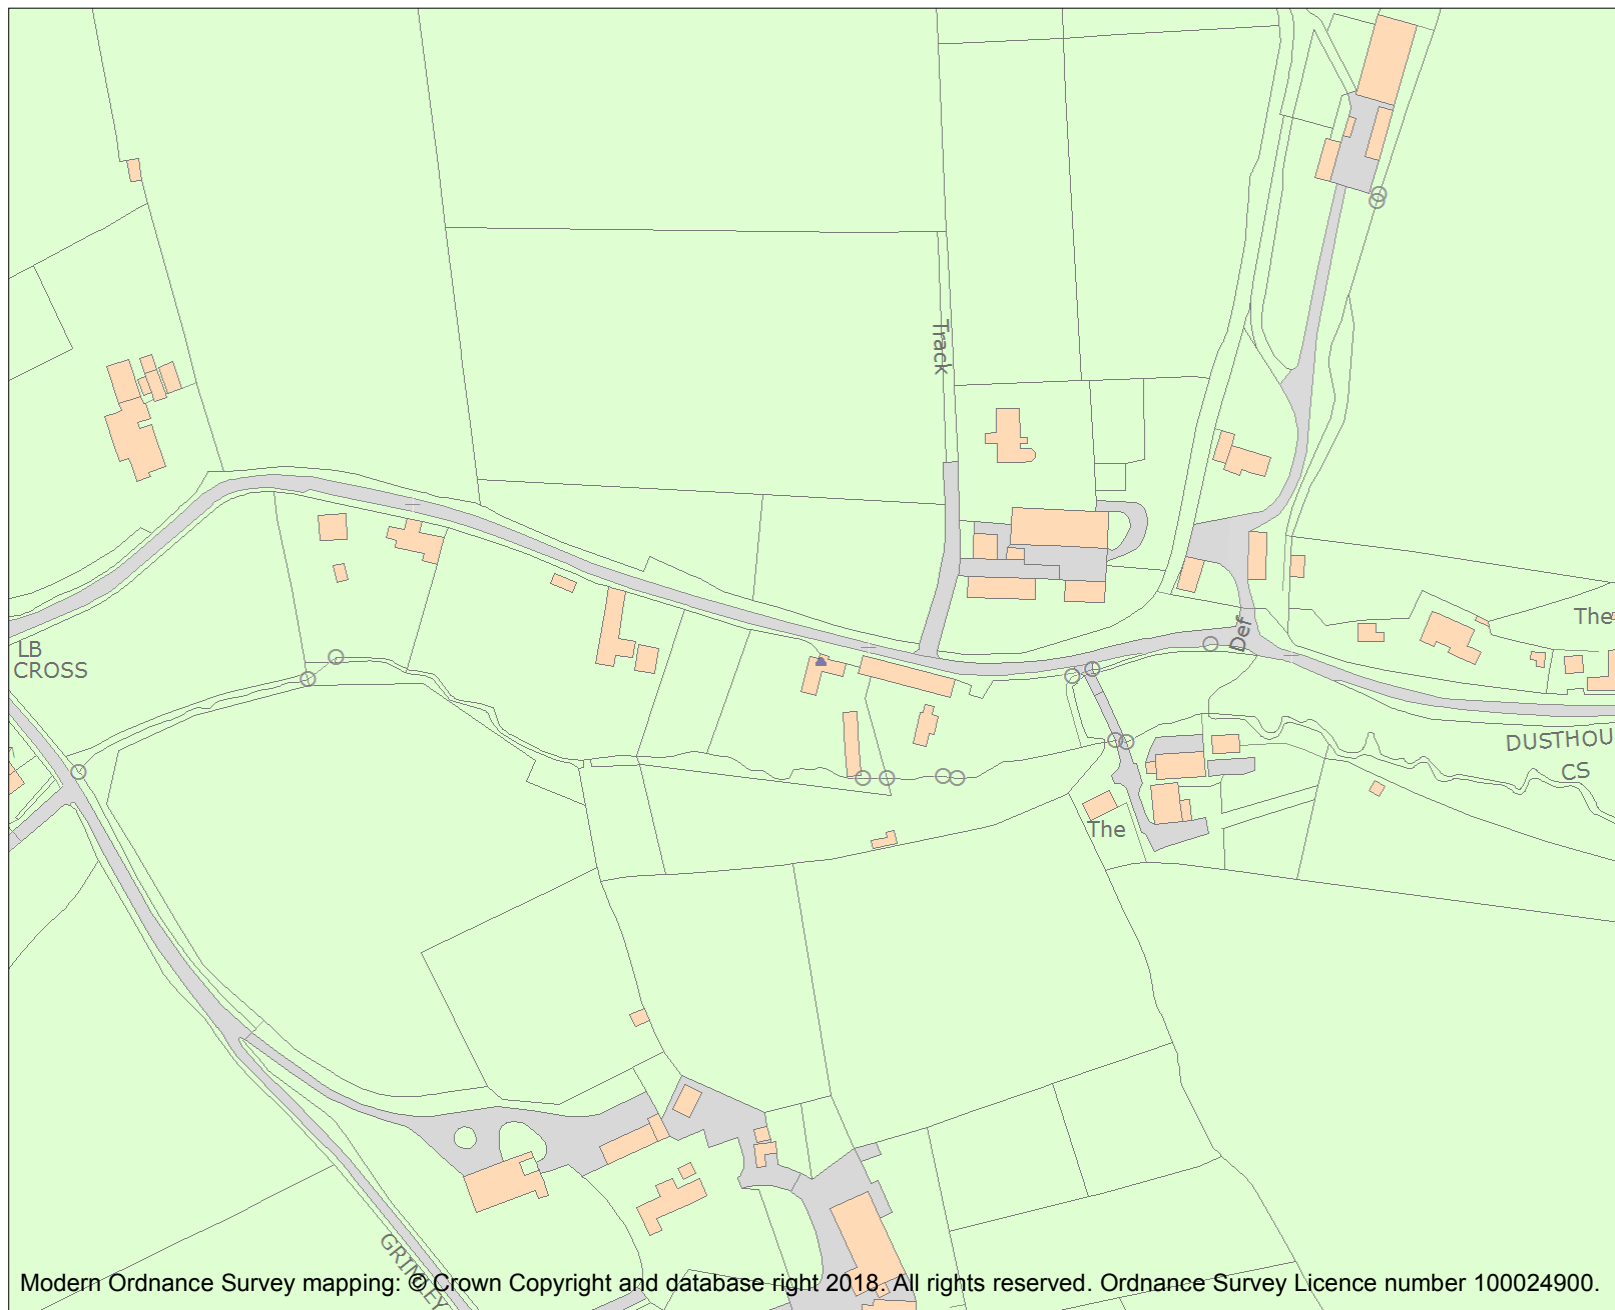 Track
Def
The
LB
CROSS
DUSTHOU
CS
The
GRIMLEY
Modern Ordnance Survey mapping: © Crown Copyright and database right 2018. All rights reserved. Ordnance Survey Licence number 100024900.